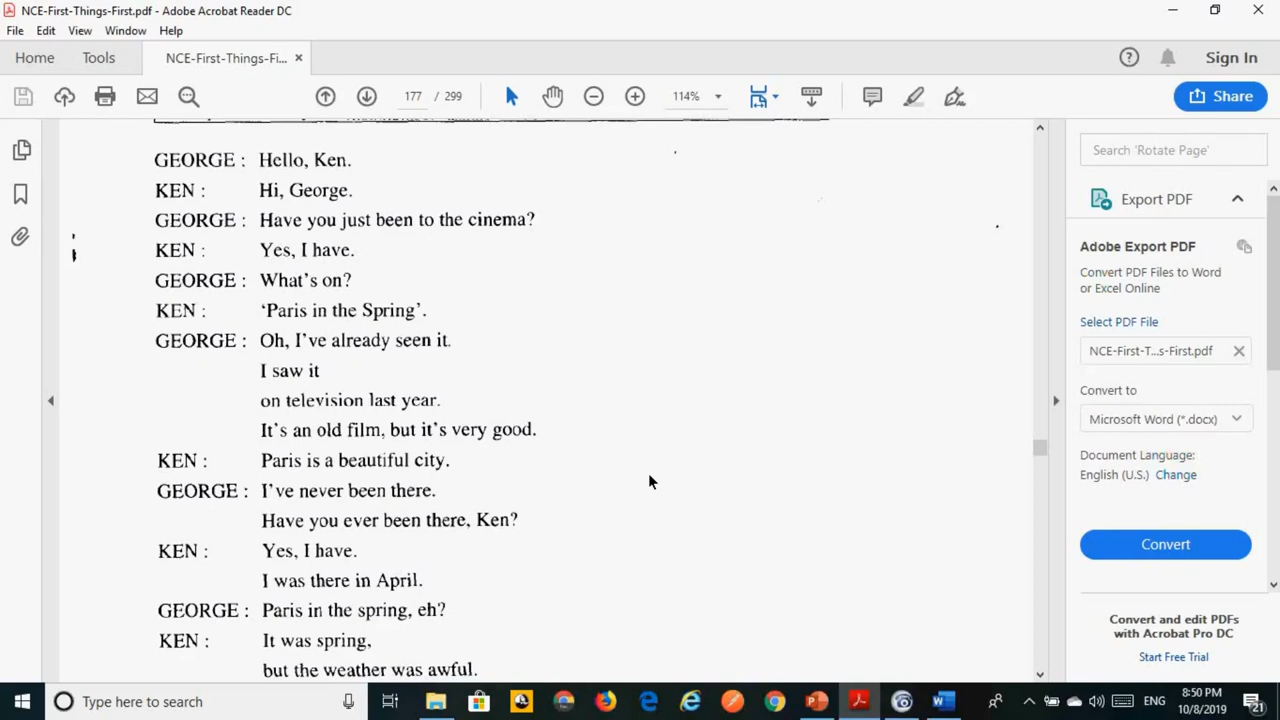 NCE-First-Things-First.pdf - Adobe Acrobat Reader DC
File Edit View Window Help
Home Tools NCE-First-Things-Fi... × Sign In
177 / 299 114% Share
GEORGE : Hello, Ken.
KEN : Hi, George.
GEORGE : Have you just been to the cinema?
KEN : Yes, I have.
GEORGE : What's on?
KEN : ‘Paris in the Spring’.
GEORGE : Oh, I've already seen it.
I saw it
on television last year.
It's an old film, but it's very good.
KEN : Paris is a beautiful city.
GEORGE : I've never been there.
Have you ever been there, Ken?
KEN : Yes, I have.
I was there in April.
GEORGE : Paris in the spring, eh?
KEN : It was spring,
but the weather was awful.
Search 'Rotate Page'
Export PDF
Adobe Export PDF
Convert PDF Files to Word
or Excel Online
Select PDF File
NCE-First-T...s-First.pdf
Convert to
Microsoft Word (*.docx)
Document Language:
English (U.S.) Change
Convert
Convert and edit PDFs
with Acrobat Pro DC
Start Free Trial
Type here to search
ENG
8:50 PM
10/8/2019
21